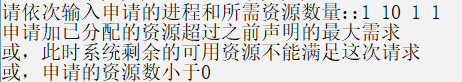 请依次输入申请的进程和所需资源数量::1 10 1 1
申请加已分配的资源超过之前声明的最大需求
或，此时系统剩余的可用资源不能满足这次请求
或，申请的资源数小于0